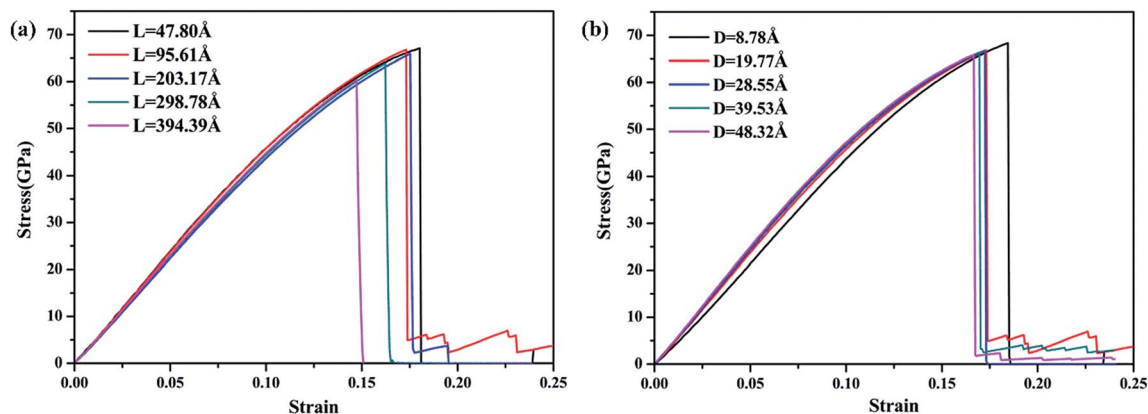 (a)
Stress(GPa)
70
60
50
40
30
20
10
0
L=47.80Å
L=95.61Å
L=203.17Å
L=298.78Å
L=394.39Å
0.00 0.05 0.10 0.15 0.20 0.25
Strain
(b)
Stress(GPa)
70
60
50
40
30
20
10
0
D=8.78Å
D=19.77Å
D=28.55Å
D=39.53Å
D=48.32Å
0.00 0.05 0.10 0.15 0.20 0.25
Strain